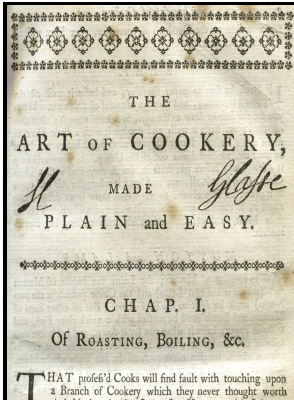 THE
ART OF COOKERY,
MADE
H Glasse
PLAIN and EASY.
CHAP. I.
Of ROASTING, BOILING, &c.
THAT profeſs'd Cooks will find fault with touching upon
a Branch of Cookery which they never thought worth